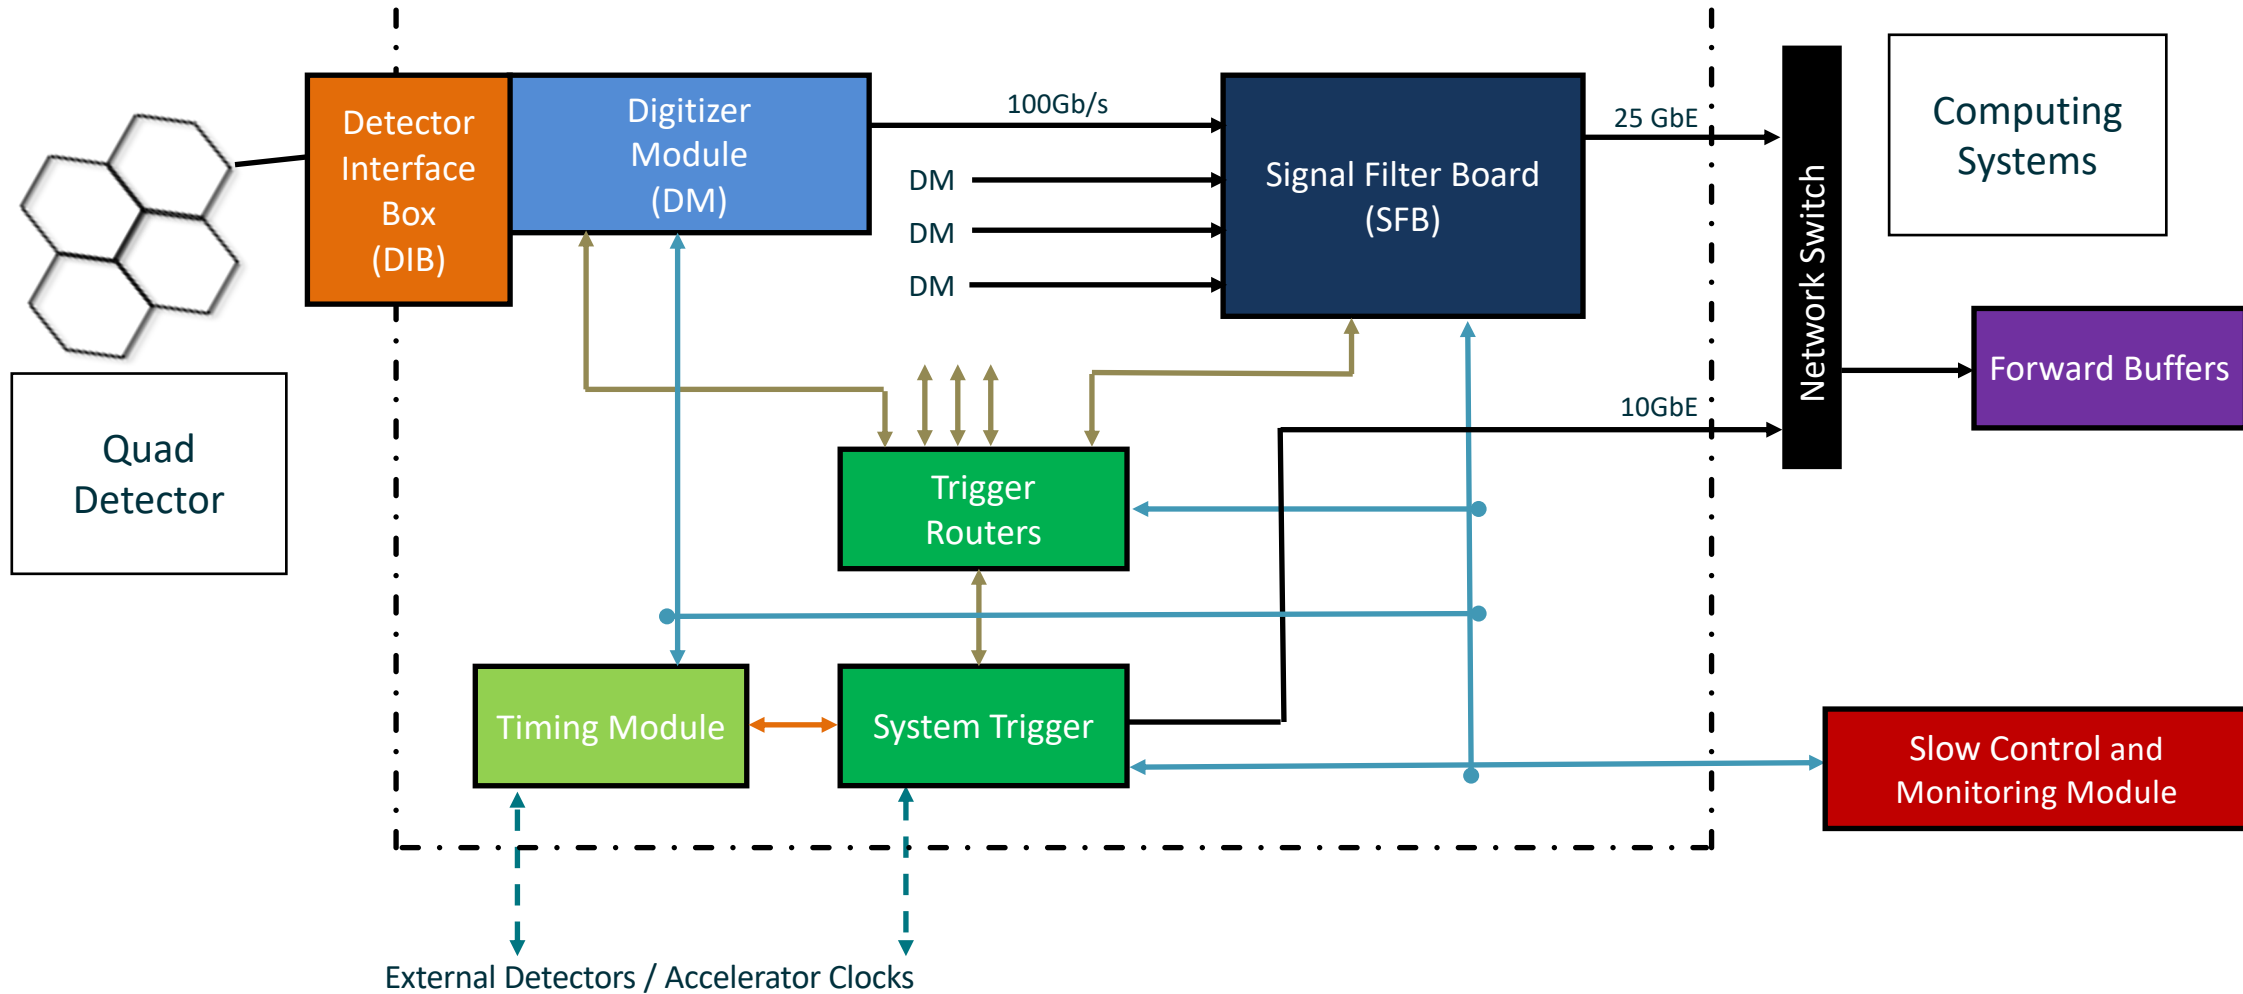 Quad
Detector
Detector
Interface
Box
(DIB)
Digitizer
Module
(DM)
100Gb/s
DM
DM
DM
Signal Filter Board
(SFB)
25 GbE
10GbE
Network Switch
Computing
Systems
Forward Buffers
Trigger
Routers
Timing Module
System Trigger
Slow Control and
Monitoring Module
External Detectors / Accelerator Clocks